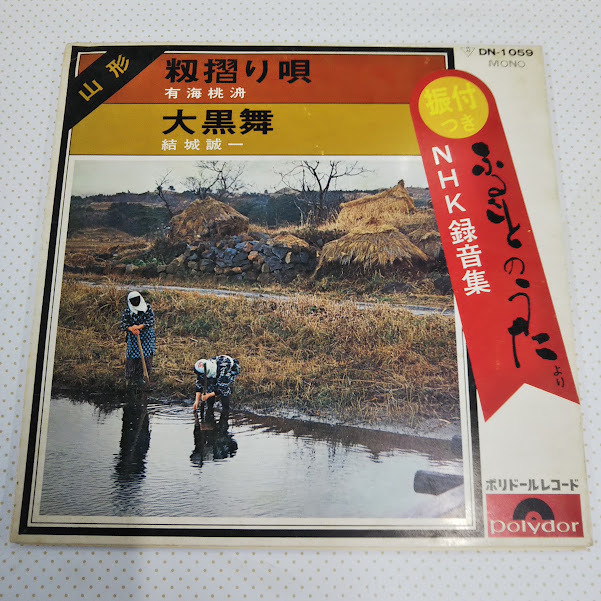 山形
籾摺り唄
有海桃洀
大黒舞
結城誠一
DN-1059
MONO
振付
つき
NHK録音集
ふるさとのうた
より
ポリドールレコード
polydor